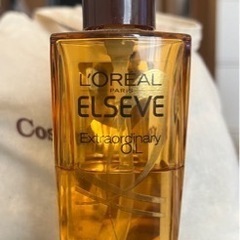 L'ORÉAL
PARIS
ELSEVE
Extraordinary
OIL
Cos